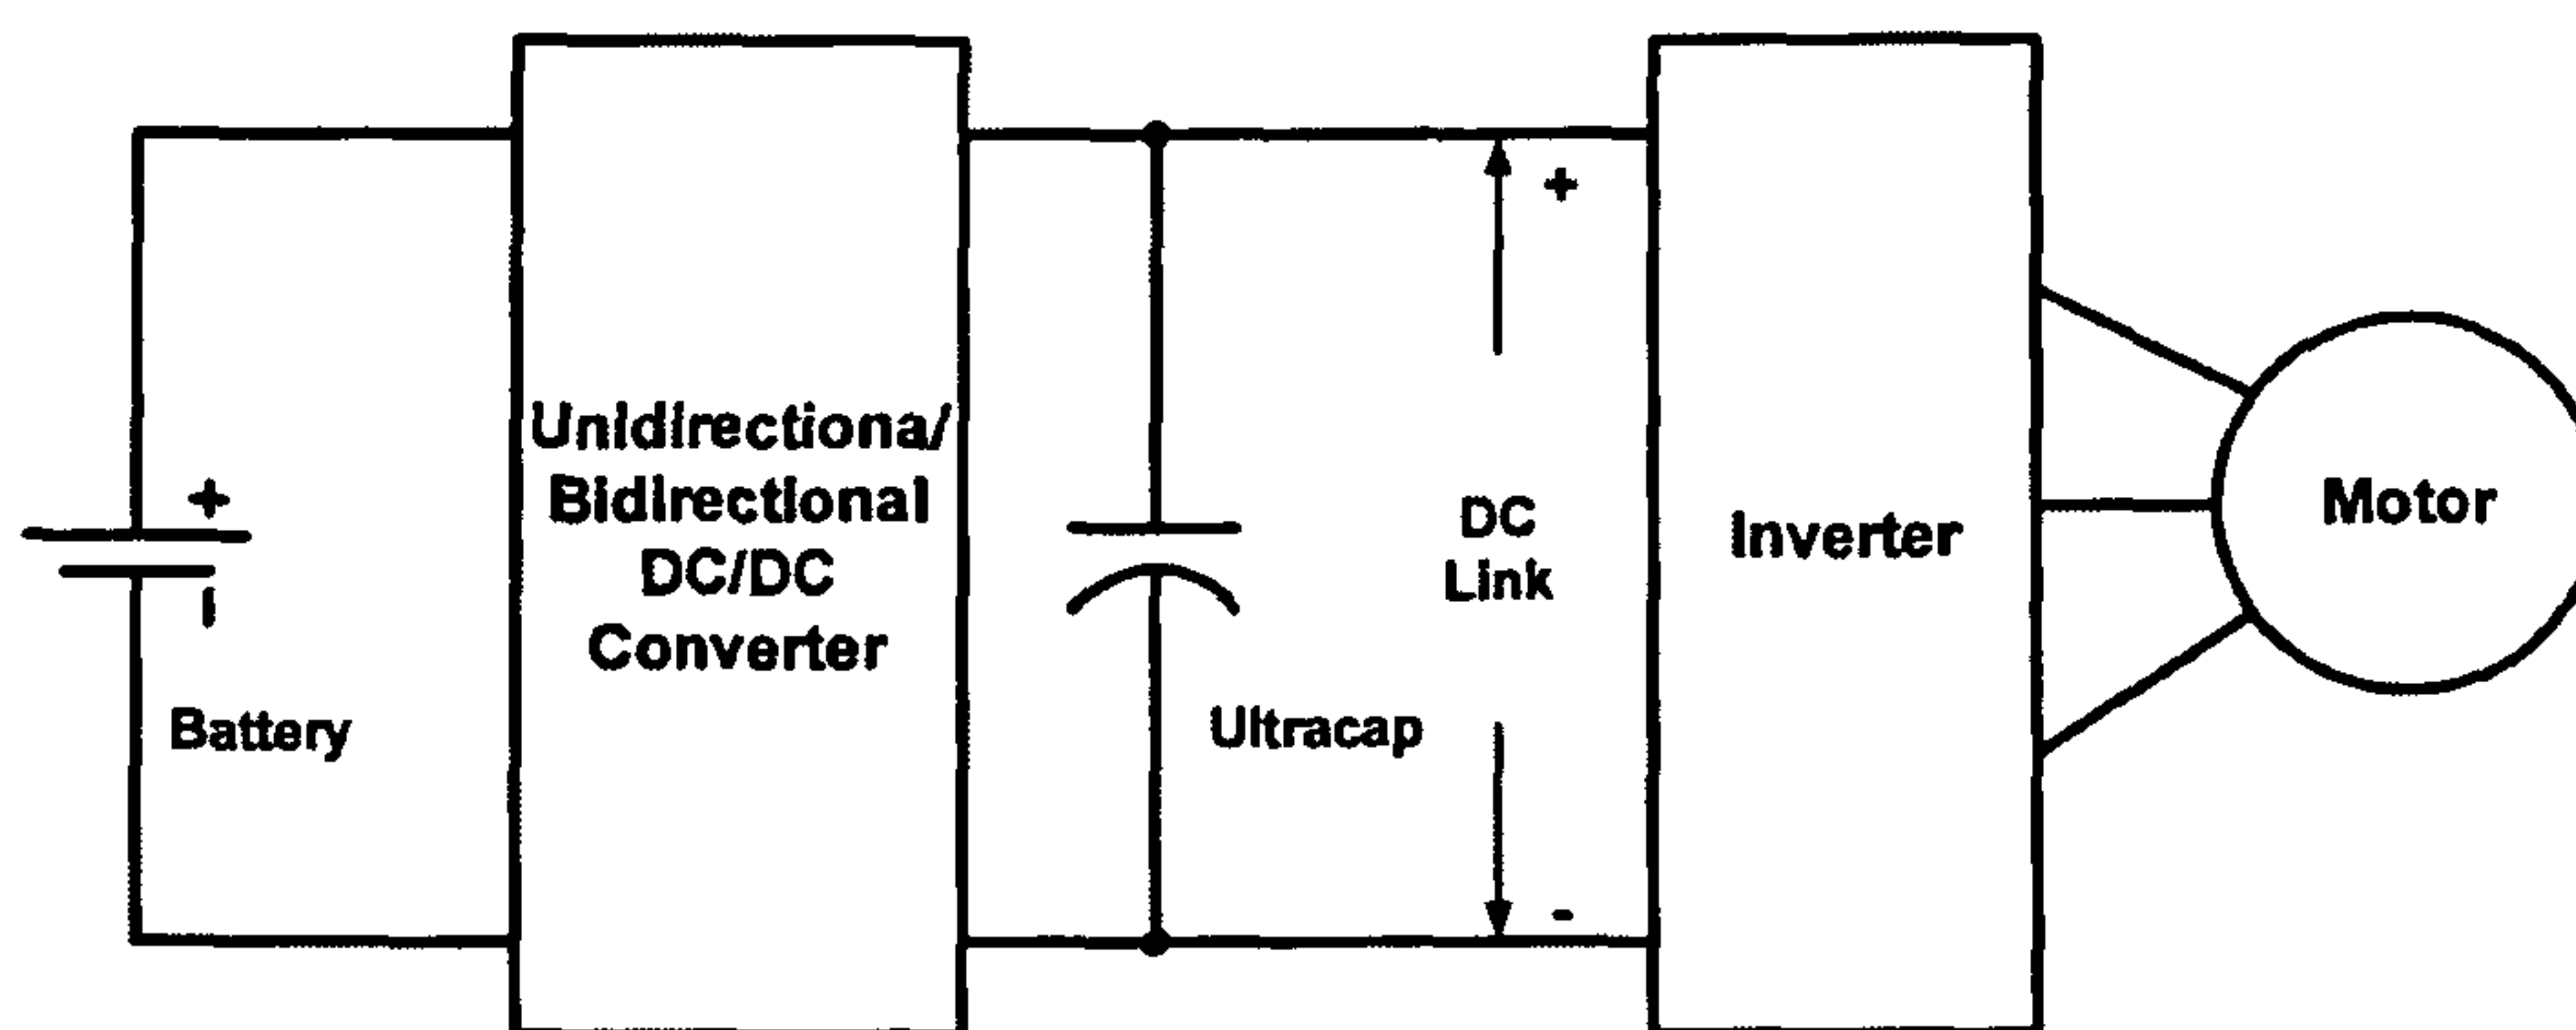 +
Battery
Unidirectiona/
Bidirectional
DC/DC
Converter
Ultracap
+
DC
Link
-
Inverter
Motor